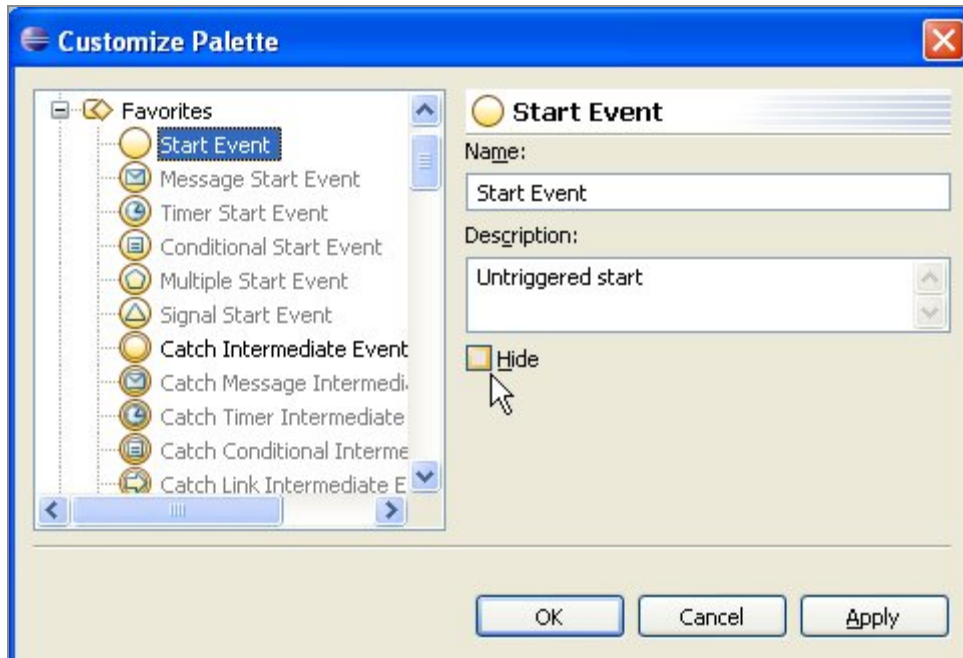 Customize Palette
Favorites
Start Event
Message Start Event
Timer Start Event
Conditional Start Event
Multiple Start Event
Signal Start Event
Catch Intermediate Event
Catch Message Intermedi
Catch Timer Intermediate
Catch Conditional Interme
Catch Link Intermediate E
Start Event
Name:
Start Event
Description:
Untriggered start
Hide
OK
Cancel
Apply